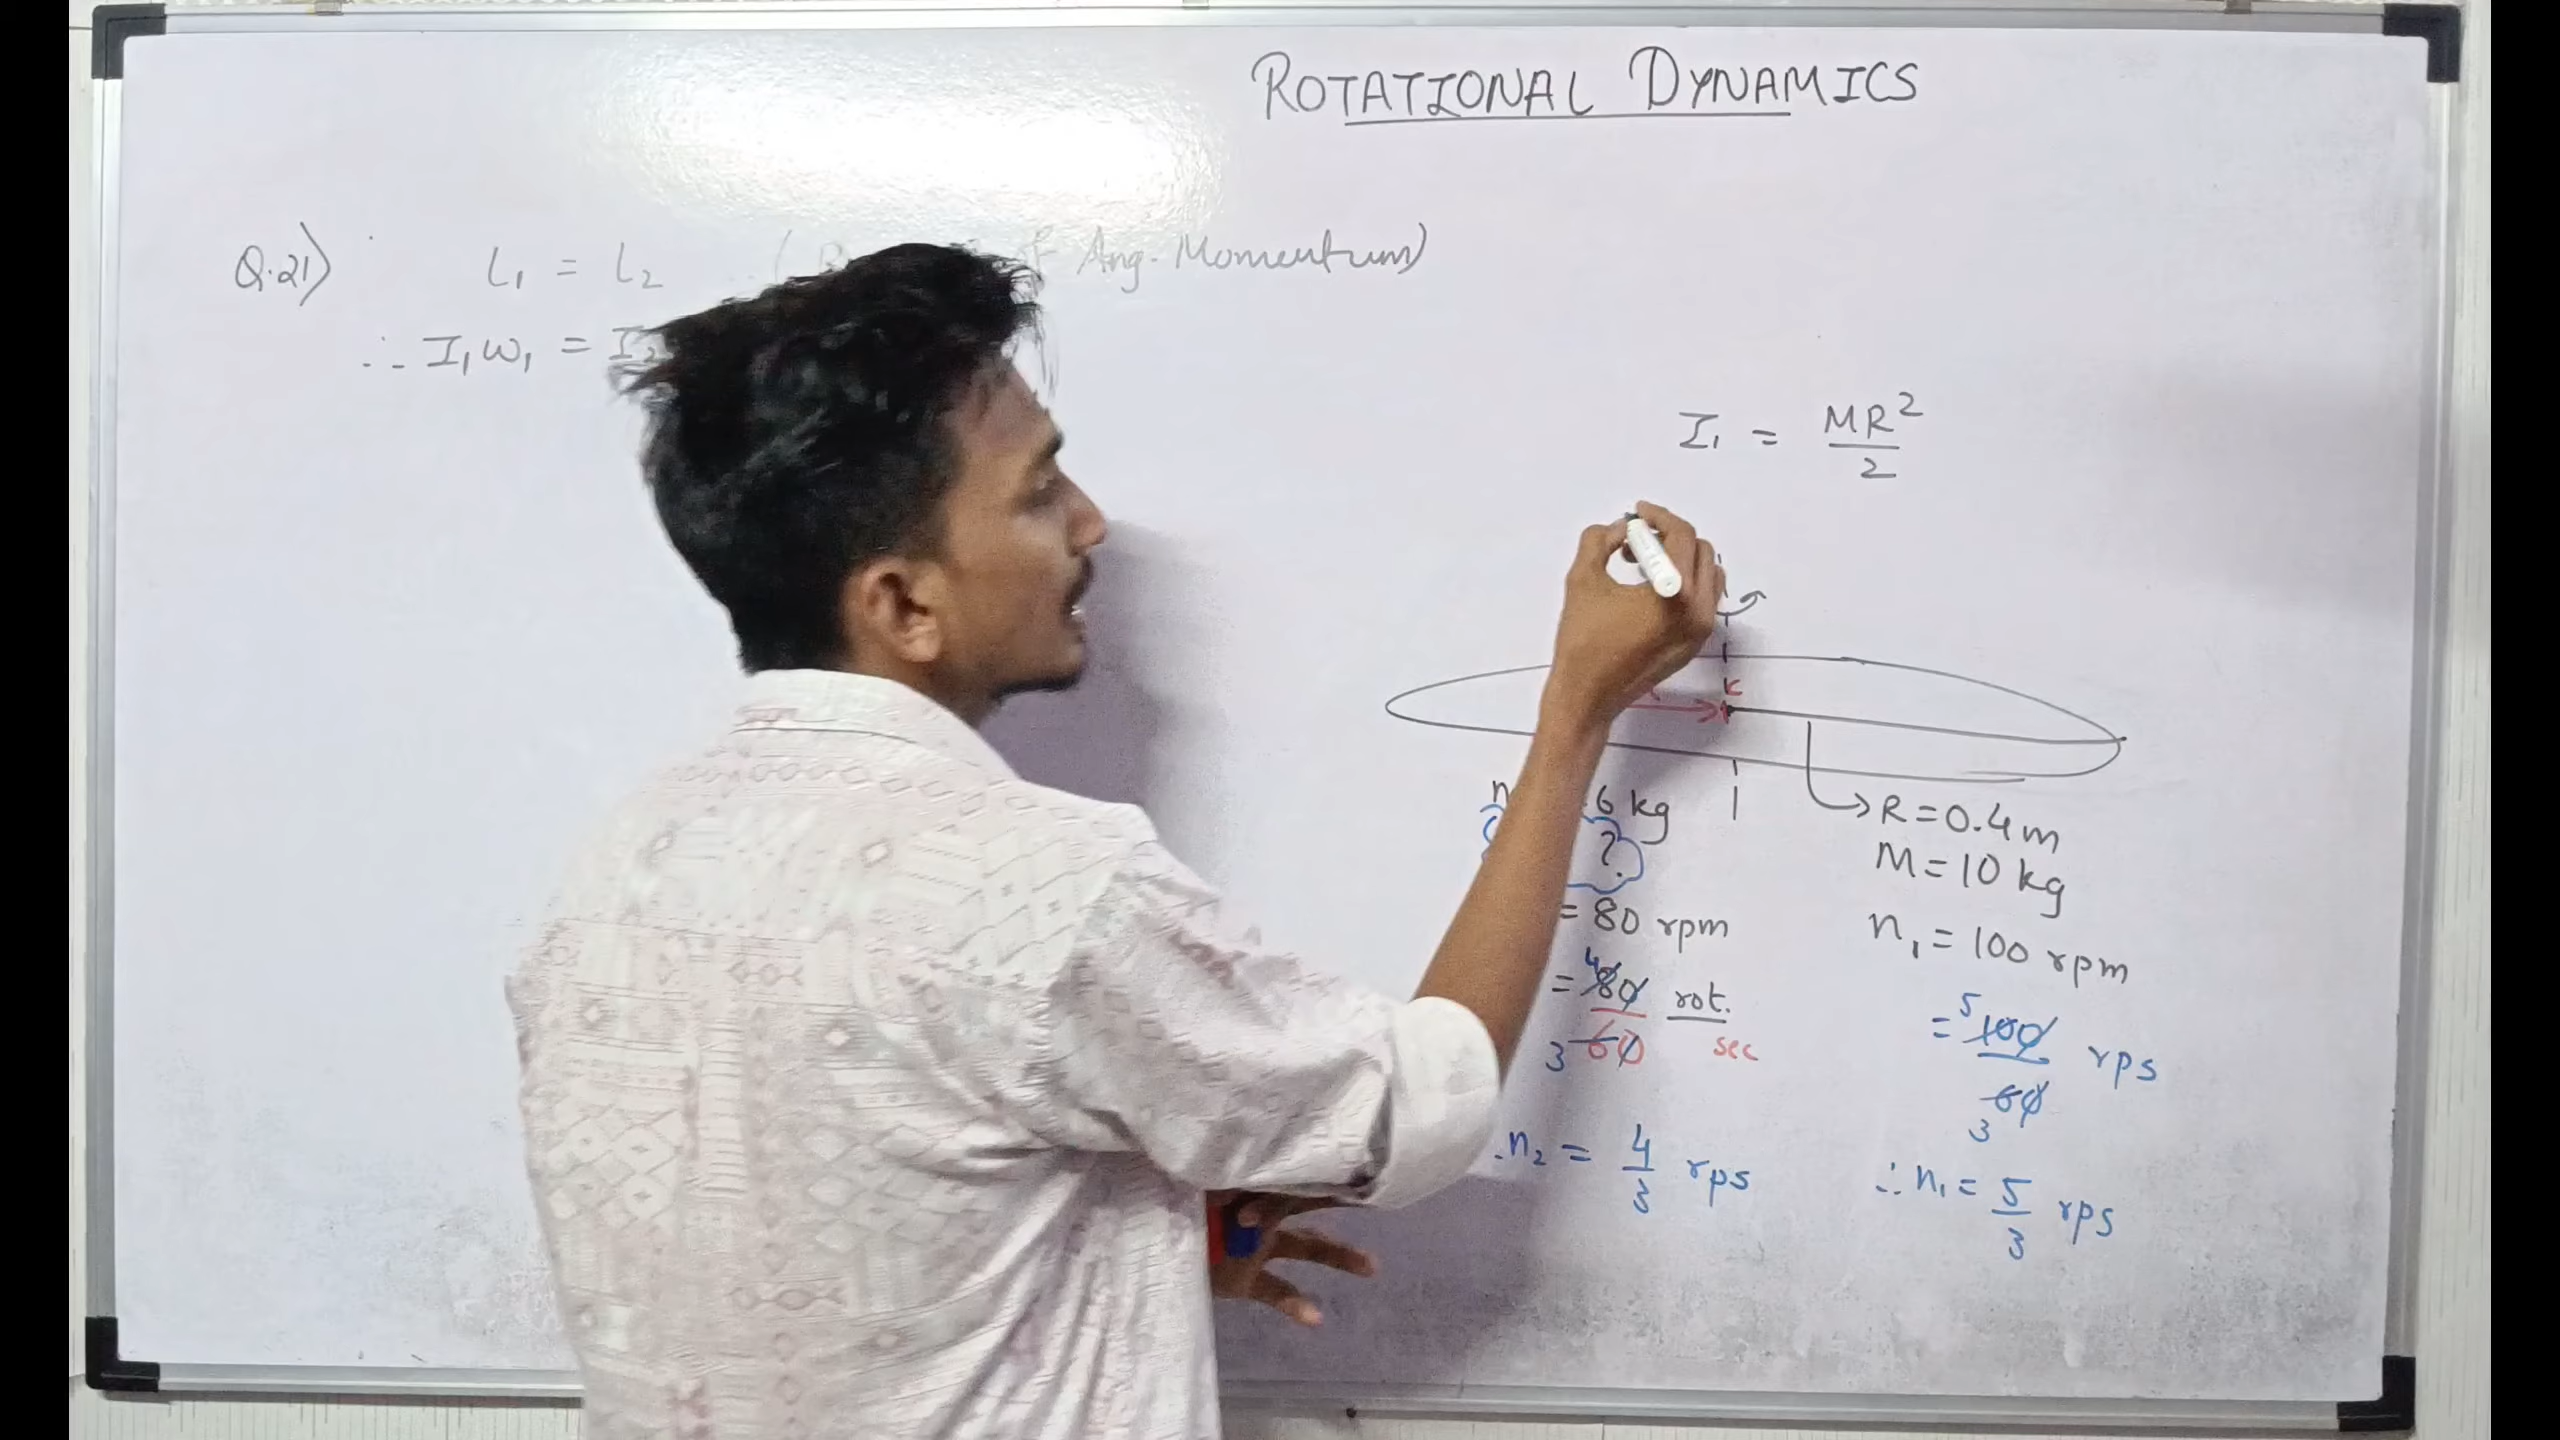 ROTATIONAL DYNAMICS
Q.21) L₁ = L₂ of Ang. Momentum)
∴ I₁ω₁ = I₂
I₁ = MR²/2
6 kg
?
= 80 rpm
= 80/60 rot./sec
4
3
∴ n₂ = 4/3 rps
R = 0.4 m
M = 10 kg
n₁ = 100 rpm
= 100/60 rps
5
3
∴ n₁ = 5/3 rps